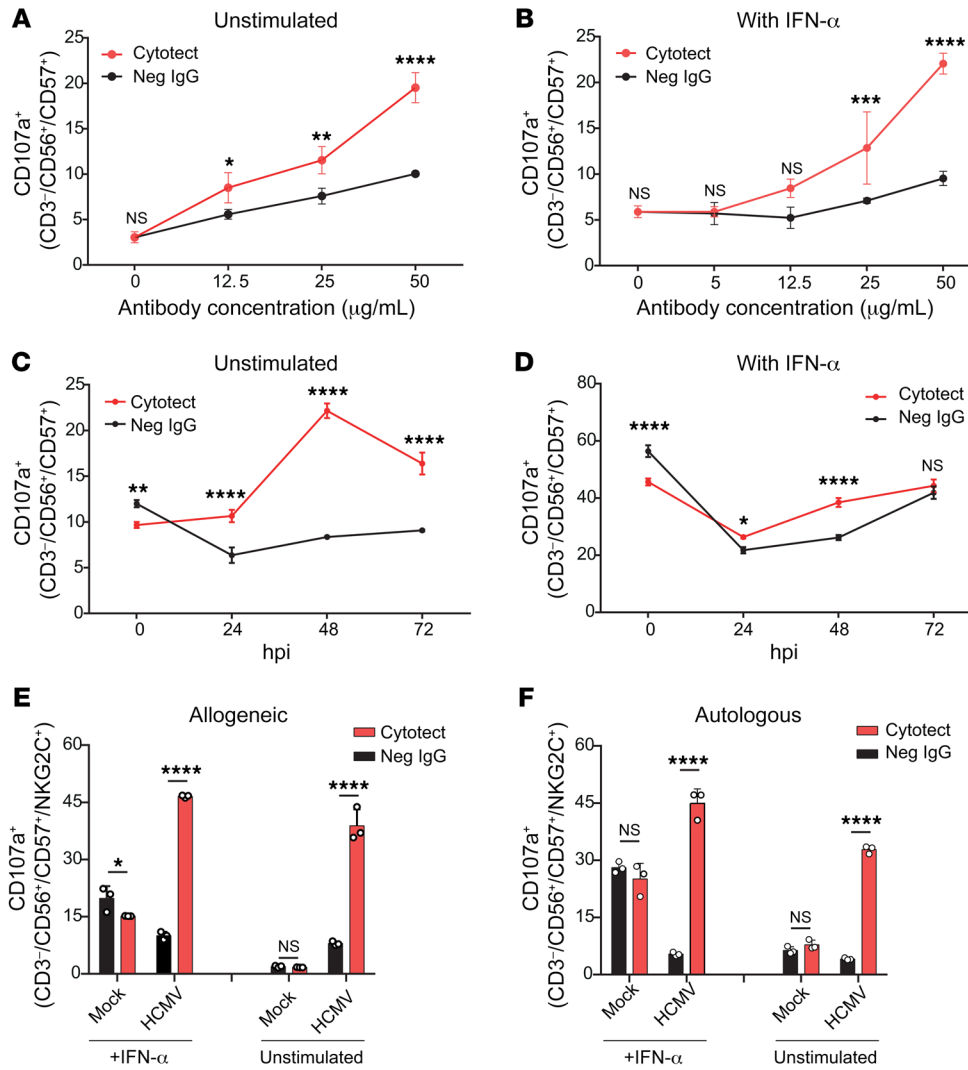 A
Unstimulated
Cytotect
Neg IgG
CD107a⁺
(CD3⁻/CD56⁺/CD57⁺)
25
20
15
10
5
0
NS
*
**
****
0 12.5 25 50
Antibody concentration (μg/mL)
B
With IFN-α
Cytotect
Neg IgG
CD107a⁺
(CD3⁻/CD56⁺/CD57⁺)
25
20
15
10
5
0
NS
NS
NS
***
****
0 5 12.5 25 50
Antibody concentration (μg/mL)
C
Unstimulated
Cytotect
Neg IgG
CD107a⁺
(CD3⁻/CD56⁺/CD57⁺)
25
20
15
10
5
0
**
****
****
****
0 24 48 72
hpi
D
With IFN-α
Cytotect
Neg IgG
CD107a⁺
(CD3⁻/CD56⁺/CD57⁺)
80
60
40
20
0
****
*
****
NS
0 24 48 72
hpi
E
Allogeneic
Cytotect
Neg IgG
CD107a⁺
(CD3⁻/CD56⁺/CD57⁺/NKG2C⁺)
60
45
30
15
0
*
****
NS
****
Mock HCMV Mock HCMV
+IFN-α Unstimulated
F
Autologous
Cytotect
Neg IgG
CD107a⁺
(CD3⁻/CD56⁺/CD57⁺/NKG2C⁺)
60
45
30
15
0
NS
****
NS
****
Mock HCMV Mock HCMV
+IFN-α Unstimulated